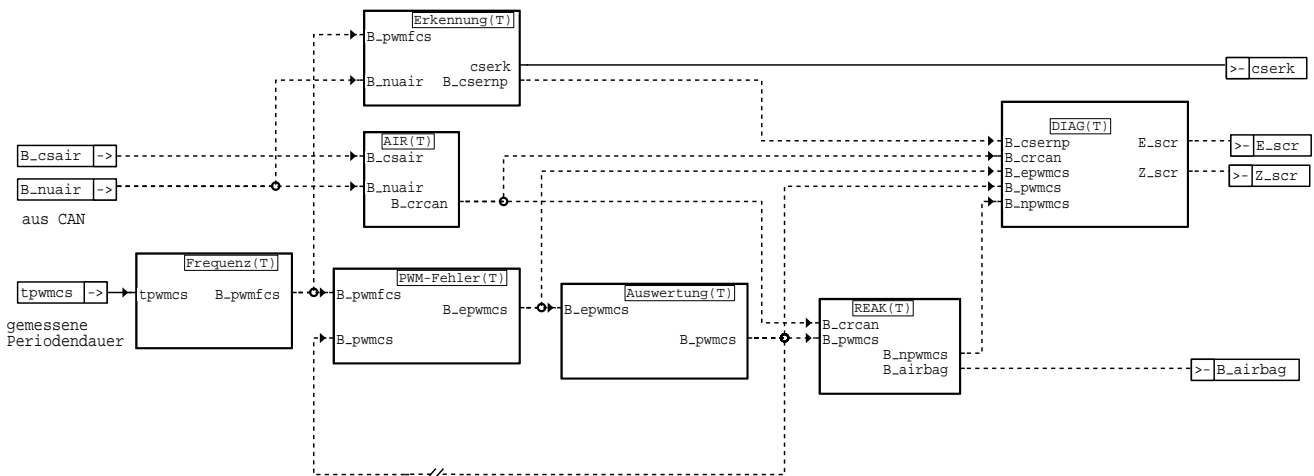 Erkennung(T)
B_pwmfcs
cserk
B_nuair
B_csernp
>- cserk
AIR(T)
B_csair
B_nuair
B_crcan
DIAG(T)
B_csernp
E_scr
B_crcan
B_epwmcs
Z_scr
B_pwmcs
B_npwmcs
>- E_scr
>- Z_scr
B_csair ->
B_nuair ->
aus CAN
Frequenz(T)
tpwmcs
B_pwmfcs
tpwmcs ->
gemessene
Periodendauer
PWM-Fehler(T)
B_pwmfcs
B_epwmcs
B_pwmcs
Auswertung(T)
B_epwmcs
B_pwmcs
REAK(T)
B_crcan
B_pwmcs
B_npwmcs
B_airbag
>- B_airbag